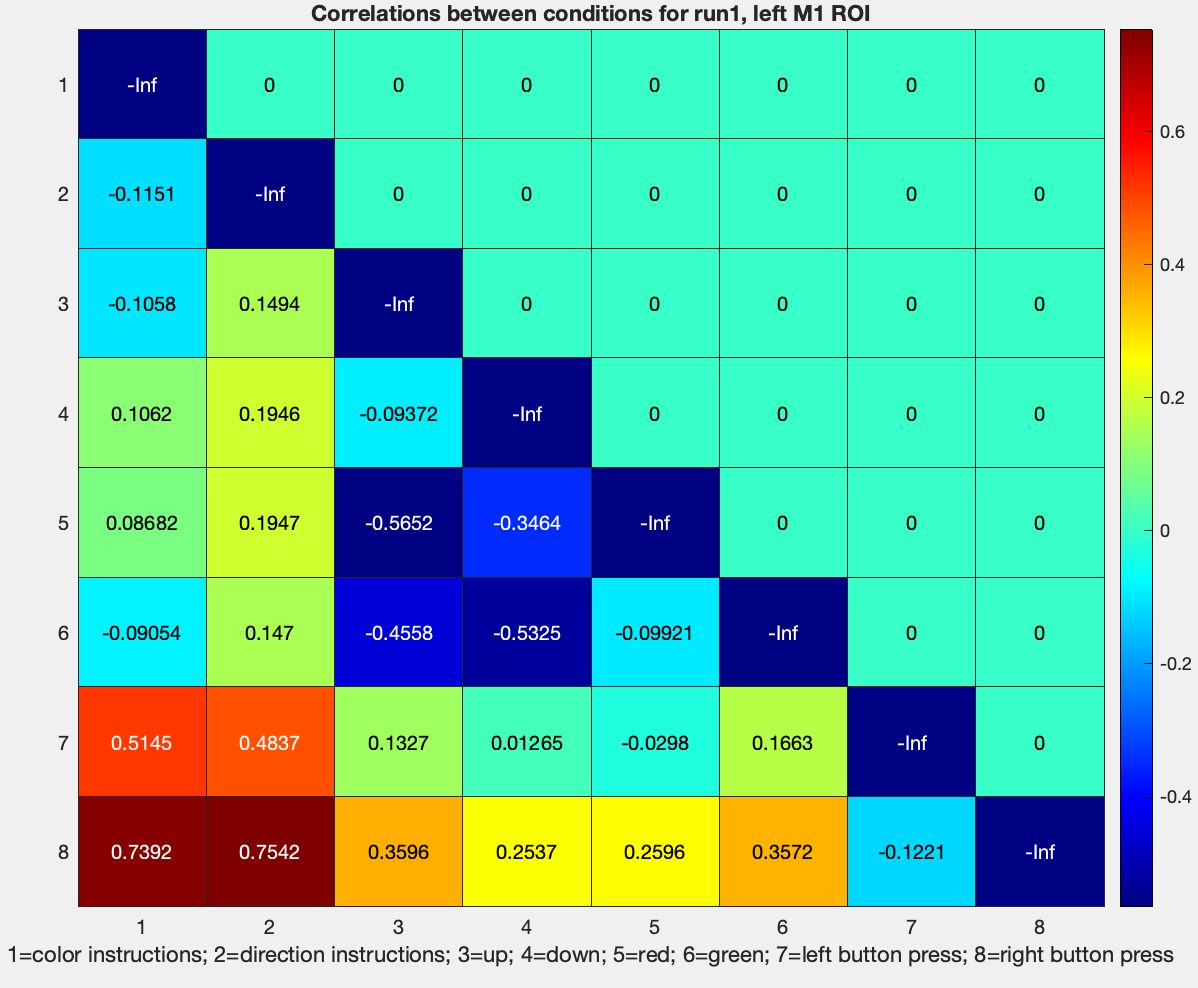 Correlations between conditions for run1, left M1 ROI
1 -Inf 0 0 0 0 0 0 0
2 -0.1151 -Inf 0 0 0 0 0 0
3 -0.1058 0.1494 -Inf 0 0 0 0 0
4 0.1062 0.1946 -0.09372 -Inf 0 0 0 0
5 0.08682 0.1947 -0.5652 -0.3464 -Inf 0 0 0
6 -0.09054 0.147 -0.4558 -0.5325 -0.09921 -Inf 0 0
7 0.5145 0.4837 0.1327 0.01265 -0.0298 0.1663 -Inf 0
8 0.7392 0.7542 0.3596 0.2537 0.2596 0.3572 -0.1221 -Inf
1 2 3 4 5 6 7 8
1=color instructions; 2=direction instructions; 3=up; 4=down; 5=red; 6=green; 7=left button press; 8=right button press
0.6
0.4
0.2
0
-0.2
-0.4